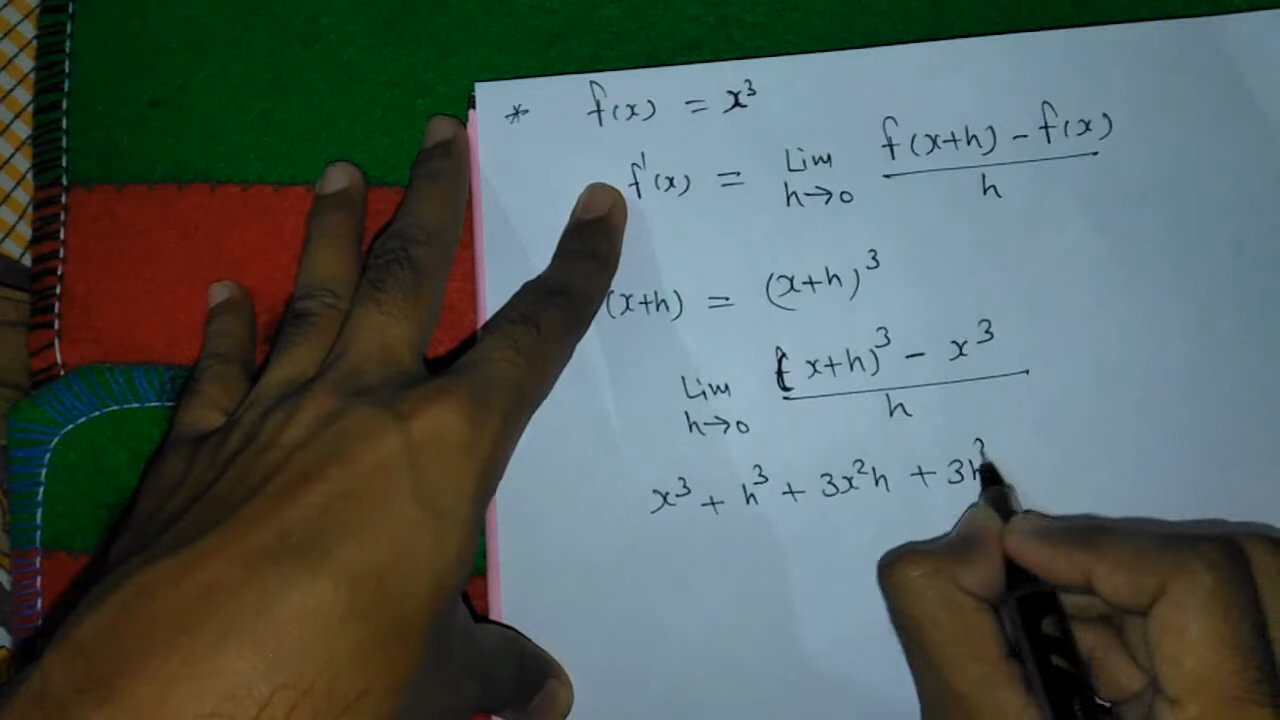 * f(x) = x³
f'(x) = Lim h→0 f(x+h) - f(x) / h
(x+h) = (x+h)³
Lim h→0 (x+h)³ - x³ / h
x³ + h³ + 3x²h + 3h